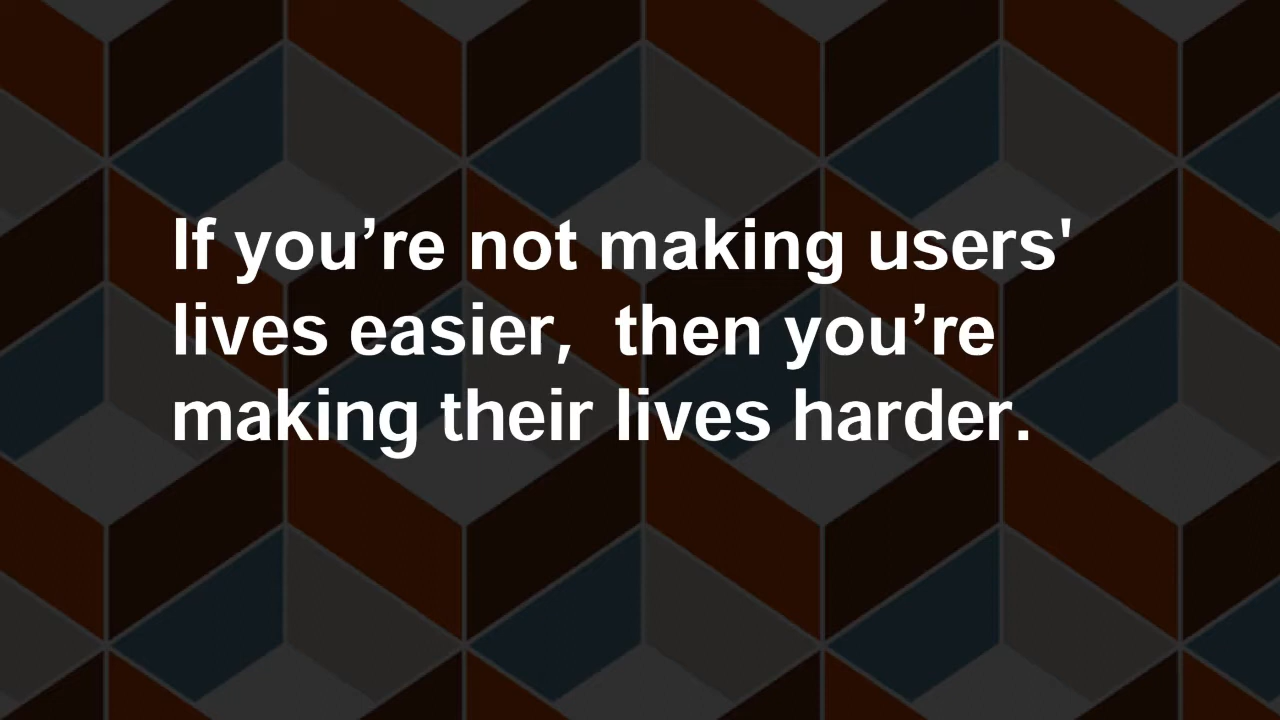 If you’re not making users'
lives easier,  then you’re
making their lives harder.